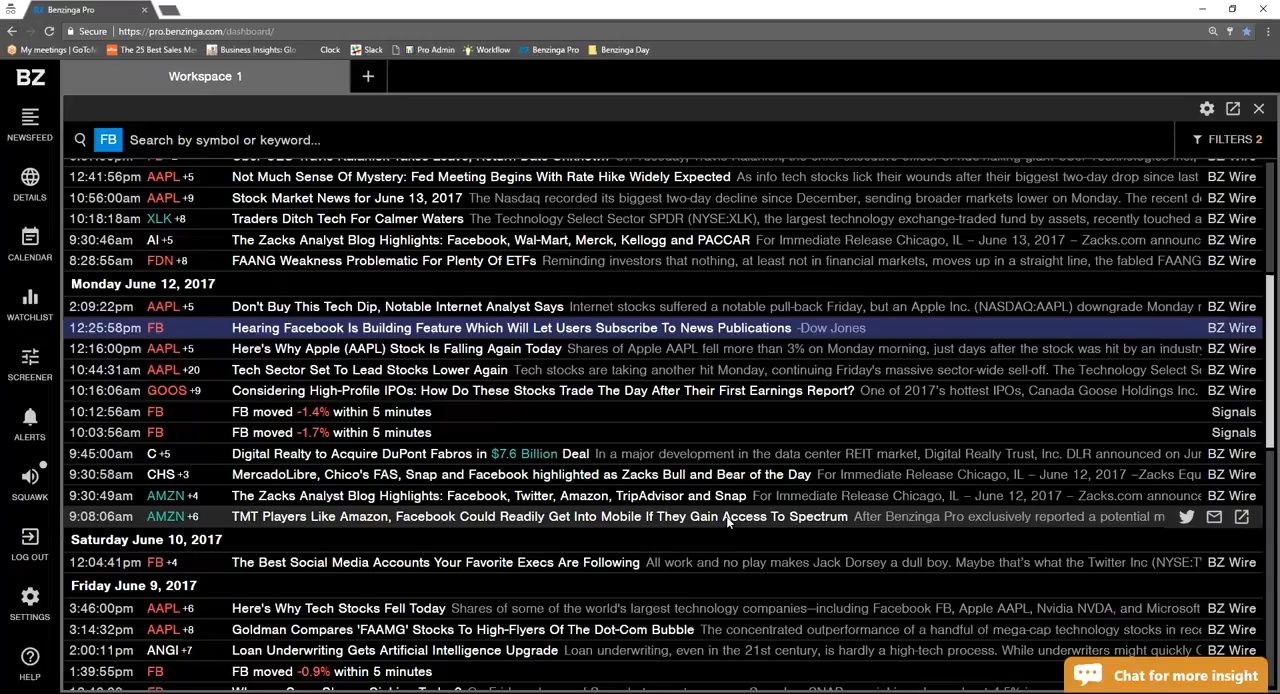 Benzinga Pro
Secure https://pro.benzinga.com/dashboard/
My meetings | GoToM The 25 Best Sales Me Business Insights: Glo Clock Slack Pro Admin Workflow Benzinga Pro Benzinga Day
BZ Workspace 1 +
NEWSFEED
DETAILS
CALENDAR
WATCHLIST
SCREENER
ALERTS
SQUAWK
LOG OUT
SETTINGS
HELP
FB Search by symbol or keyword... FILTERS 2
12:41:56pm AAPL +5 Not Much Sense Of Mystery: Fed Meeting Begins With Rate Hike Widely Expected As info tech stocks lick their wounds after their biggest two-day drop since last BZ Wire
10:56:00am AAPL +9 Stock Market News for June 13, 2017 The Nasdaq recorded its biggest two-day decline since December, sending broader markets lower on Monday. The recent de BZ Wire
10:18:18am XLK +8 Traders Ditch Tech For Calmer Waters The Technology Select Sector SPDR (NYSE:XLK), the largest technology exchange-traded fund by assets, recently touched a BZ Wire
9:30:46am AI +5 The Zacks Analyst Blog Highlights: Facebook, Wal-Mart, Merck, Kellogg and PACCAR For Immediate Release Chicago, IL – June 13, 2017 – Zacks.com announc BZ Wire
8:28:55am FDN +8 FAANG Weakness Problematic For Plenty Of ETFs Reminding investors that nothing, at least not in financial markets, moves up in a straight line, the fabled FAANG BZ Wire
Monday June 12, 2017
2:09:22pm AAPL +5 Don't Buy This Tech Dip, Notable Internet Analyst Says Internet stocks suffered a notable pull-back Friday, but an Apple Inc. (NASDAQ:AAPL) downgrade Monday r BZ Wire
12:25:58pm FB Hearing Facebook Is Building Feature Which Will Let Users Subscribe To News Publications -Dow Jones BZ Wire
12:16:00pm AAPL +5 Here's Why Apple (AAPL) Stock Is Falling Again Today Shares of Apple AAPL fell more than 3% on Monday morning, just days after the stock was hit by an industry BZ Wire
10:44:31am AAPL +20 Tech Sector Set To Lead Stocks Lower Again Tech stocks are taking another hit Monday, continuing Friday's massive sector-wide sell-off. The Technology Select Se BZ Wire
10:16:06am GOOS +9 Considering High-Profile IPOs: How Do These Stocks Trade The Day After Their First Earnings Report? One of 2017's hottest IPOs, Canada Goose Holdings Inc. BZ Wire
10:12:56am FB FB moved -1.4% within 5 minutes Signals
10:03:56am FB FB moved -1.7% within 5 minutes Signals
9:45:00am C +5 Digital Realty to Acquire DuPont Fabros in $7.6 Billion Deal In a major development in the data center REIT market, Digital Realty Trust, Inc. DLR announced on Jun BZ Wire
9:30:58am CHS +3 MercadoLibre, Chico's FAS, Snap and Facebook highlighted as Zacks Bull and Bear of the Day For Immediate Release Chicago, IL – June 12, 2017 –Zacks Equ BZ Wire
9:30:49am AMZN +4 The Zacks Analyst Blog Highlights: Facebook, Twitter, Amazon, TripAdvisor and Snap For Immediate Release Chicago, IL – June 12, 2017 – Zacks.com announce BZ Wire
9:08:06am AMZN +6 TMT Players Like Amazon, Facebook Could Readily Get Into Mobile If They Gain Access To Spectrum After Benzinga Pro exclusively reported a potential m
Saturday June 10, 2017
12:04:41pm FB +4 The Best Social Media Accounts Your Favorite Execs Are Following All work and no play makes Jack Dorsey a dull boy. Maybe that's what the Twitter Inc (NYSE:T BZ Wire
Friday June 9, 2017
3:46:00pm AAPL +6 Here's Why Tech Stocks Fell Today Shares of some of the world's largest technology companies—including Facebook FB, Apple AAPL, Nvidia NVDA, and Microsoft BZ Wire
3:14:32pm AAPL +8 Goldman Compares 'FAAMG' Stocks To High-Flyers Of The Dot-Com Bubble The concentrated outperformance of a handful of mega-cap technology stocks in rece BZ Wire
2:00:11pm ANGI +7 Loan Underwriting Gets Artificial Intelligence Upgrade Loan underwriting, even in the 21st century, is hardly a high-tech process. While underwriters might quickly C BZ Wire
1:39:55pm FB FB moved -0.9% within 5 minutes
Chat for more insight